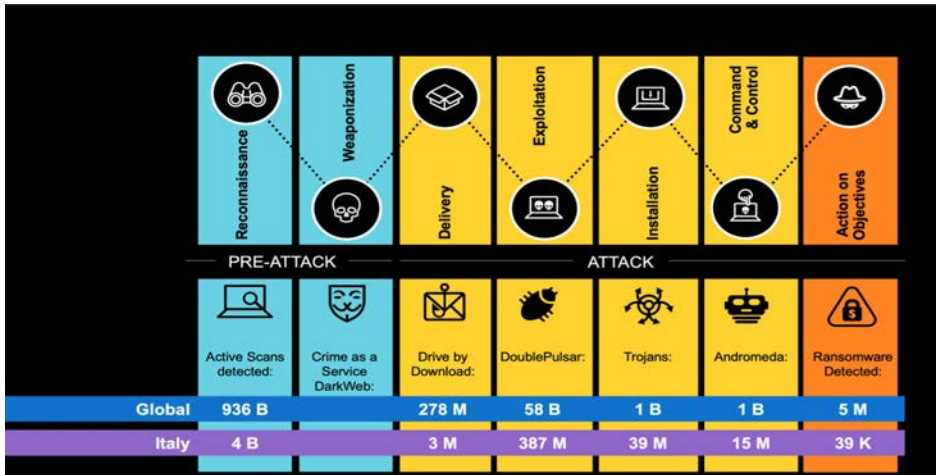 Reconnaissance
Weaponization
Delivery
Exploitation
Installation
Command
& Control
Action on
Objectives
PRE-ATTACK
ATTACK
Active Scans
detected:
Crime as a
Service
DarkWeb:
Drive by
Download:
DoublePulsar:
Trojans:
Andromeda:
Ransomware
Detected:
Global 936 B 278 M 58 B 1 B 1 B 5 M
Italy 4 B 3 M 387 M 39 M 15 M 39 K